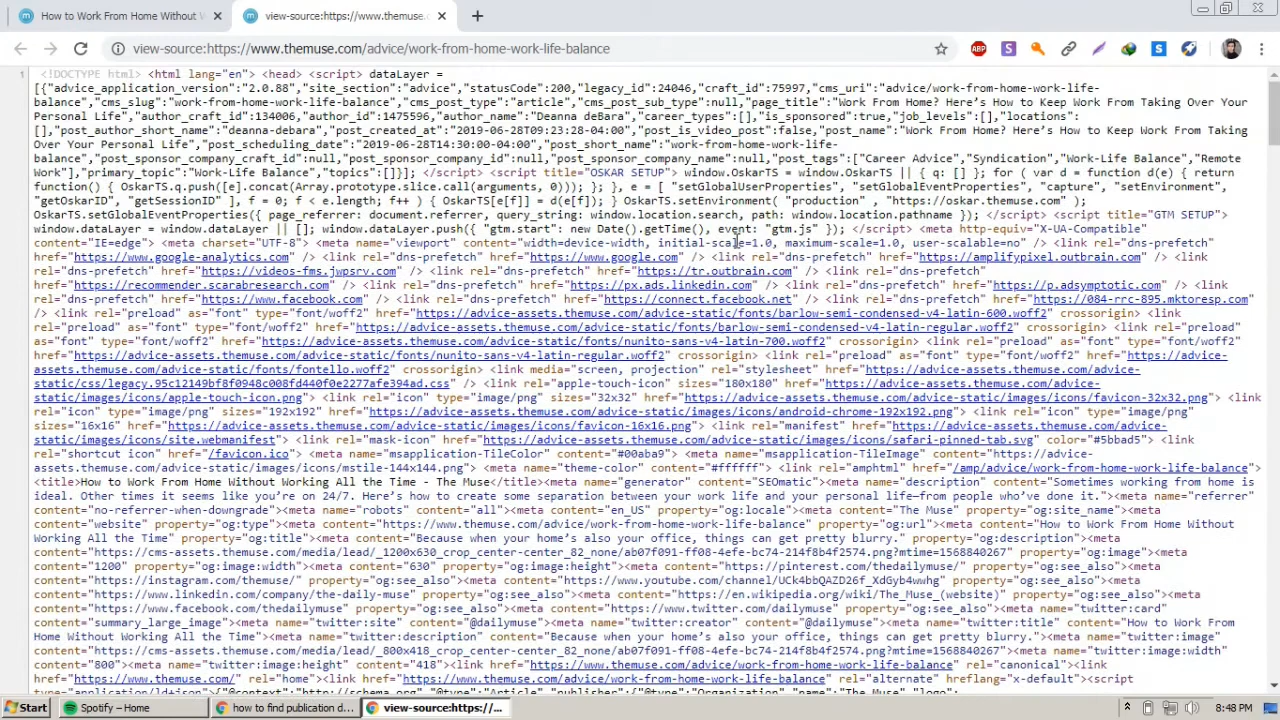 How to Work From Home Without W
view-source:https://www.themuse.com/
view-source:https://www.themuse.com/advice/work-from-home-work-life-balance
1
<!DOCTYPE html> <html lang="en"> <head> <script> dataLayer =
[{"advice_application_version":"2.0.88","site_section":"advice","statusCode":200,"legacy_id":24046,"craft_id":75997,"cms_uri":"advice/work-from-home-work-life-
balance","cms_slug":"work-from-home-work-life-balance","cms_post_type":"article","cms_post_sub_type":null,"page_title":"Work From Home? Here’s How to Keep Work From Taking Over Your
Personal Life","author_craft_id":134006,"author_id":1475596,"author_name":"Deanna deBara","career_types":[],"is_sponsored":true,"job_levels":[],"locations":
[],"post_author_short_name":"deanna-debara","post_created_at":"2019-06-28T09:23:28-04:00","post_is_video_post":false,"post_name":"Work From Home? Here’s How to Keep Work From Taking
Over Your Personal Life","post_scheduling_date":"2019-06-28T14:30:00-04:00","post_short_name":"work-from-home-work-life-
balance","post_sponsor_company_craft_id":null,"post_sponsor_company_id":null,"post_sponsor_company_name":null,"post_tags":["Career Advice","Syndication","Work-Life Balance","Remote
Work"],"primary_topic":"Work-Life Balance","topics":[]}]; </script> <script title="OSKAR SETUP"> window.OskarTS = window.OskarTS || { q: [] }; for ( var d = function d(e) { return
function() { OskarTS.q.push([e].concat(Array.prototype.slice.call(arguments, 0))); }; }, e = [ "setGlobalUserProperties", "setGlobalEventProperties", "capture", "setEnvironment",
"getOskarID", "getSessionID" ], f = 0; f < e.length; f++ ) { OskarTS[e[f]] = d(e[f]); } OskarTS.setEnvironment( "production" , "https://oskar.themuse.com" );
OskarTS.setGlobalEventProperties({ page_referrer: document.referrer, query_string: window.location.search, path: window.location.pathname }); </script> <script title="GTM SETUP">
window.dataLayer = window.dataLayer || []; window.dataLayer.push({ "gtm.start": new Date().getTime(), event: "gtm.js" }); </script> <meta http-equiv="X-UA-Compatible"
content="IE=edge"><meta charset="UTF-8"><meta name="viewport" content="width=device-width, initial-scale=1.0, maximum-scale=1.0, user-scalable=no"><link rel="dns-prefetch"
href="https://www.google-analytics.com" /> <link rel="dns-prefetch" href="https://www.google.com" /> <link rel="dns-prefetch" href="https://amplifypixel.outbrain.com"
/> <link rel="dns-prefetch" href="https://videos-fms.jwpsrv.com" /> <link rel="dns-prefetch" href="https://tr.outbrain.com" /> <link rel="dns-prefetch"
href="https://recommender.scarabresearch.com" /> <link rel="dns-prefetch" href="https://px.ads.linkedin.com" /> <link rel="dns-prefetch" href="https://p.adsymptotic.com" /> <link
rel="dns-prefetch" href="https://www.facebook.com" /> <link rel="dns-prefetch" href="https://connect.facebook.net" /> <link rel="dns-prefetch" href="https://084-rrc-895.mktoresp.com"
/> <link rel="preload" as="font" type="font/woff2" href="https://advice-assets.themuse.com/advice-static/fonts/barlow-semi-condensed-v4-latin-600.woff2" crossorigin> <link
rel="preload" as="font" type="font/woff2" href="https://advice-assets.themuse.com/advice-static/fonts/barlow-semi-condensed-v4-latin-regular.woff2" crossorigin> <link rel="preload"
as="font" type="font/woff2" href="https://advice-assets.themuse.com/advice-static/fonts/nunito-sans-v4-latin-700.woff2" crossorigin> <link rel="preload" as="font" type="font/woff2"
href="https://advice-assets.themuse.com/advice-static/fonts/nunito-sans-v4-latin-regular.woff2" crossorigin> <link rel="preload" as="font" type="font/woff2" href="https://advice-
assets.themuse.com/advice-static/fonts/fontello.woff2" crossorigin> <link media="screen, projection" rel="stylesheet" href="https://advice-assets.themuse.com/advice-
static/css/legacy.95c12149bf8f0948c008fd440f0e2277afe394ad.css" /> <link rel="apple-touch-icon" sizes="180x180" href="https://advice-assets.themuse.com/advice-
static/images/icons/apple-touch-icon.png"> <link rel="icon" type="image/png" sizes="32x32" href="https://advice-assets.themuse.com/advice-static/images/icons/favicon-32x32.png"> <link
rel="icon" type="image/png" sizes="192x192" href="https://advice-assets.themuse.com/advice-static/images/icons/android-chrome-192x192.png"> <link rel="icon" type="image/png"
sizes="16x16" href="https://advice-assets.themuse.com/advice-static/images/icons/favicon-16x16.png"> <link rel="manifest" href="https://advice-assets.themuse.com/advice-
static/images/icons/site.webmanifest"> <link rel="mask-icon" href="https://advice-assets.themuse.com/advice-static/images/icons/safari-pinned-tab.svg" color="#5bbad5"> <link
rel="shortcut icon" href="/favicon.ico"> <meta name="msapplication-TileColor" content="#00aba9"> <meta name="msapplication-TileImage" content="https://advice-
assets.themuse.com/advice-static/images/icons/mstile-144x144.png"> <meta name="theme-color" content="#ffffff"> <link rel="amphtml" href="/amp/advice/work-from-home-work-life-balance">
<title>How to Work From Home Without Working All the Time - The Muse</title><meta name="generator" content="SEOmatic"><meta name="description" content="Sometimes working from home is
ideal. Other times it seems like you’re on 24/7. Here’s how to create some separation between your work life and your personal life—from people who’ve done it."><meta name="referrer"
content="no-referrer-when-downgrade"><meta name="robots" content="all"><meta content="en_US" property="og:locale"><meta content="The Muse" property="og:site_name"><meta
content="website" property="og:type"><meta content="https://www.themuse.com/advice/work-from-home-work-life-balance" property="og:url"><meta content="How to Work From Home Without
Working All the Time" property="og:title"><meta content="Because when your home’s also your office, things can get pretty blurry." property="og:description"><meta
content="https://cms-assets.themuse.com/media/lead/_1200x630_crop_center-center_82_none/ab07f091-ff08-4efe-bc74-214f4f2574.png?mtime=1568840267" property="og:image"><meta content=
"1200" property="og:image:width"><meta content="630" property="og:image:height"><meta content="https://pinterest.com/themuse/" property="og:see_also"><meta
content="https://instagram.com/themuse/" property="og:see_also"><meta content="https://www.youtube.com/channel/UCk4bbQAZD26f_XdGyb4wwhg" property="og:see_also"><meta
content="https://www.linkedin.com/company/the-daily-muse" property="og:see_also"><meta content="https://en.wikipedia.org/wiki/The_Muse_(website)" property="og:see_also"><meta
content="https://www.facebook.com/thedailymuse" property="og:see_also"><meta content="https://www.twitter.com/dailymuse" property="og:see_also"><meta name="twitter:card"
content="summary_large_image"><meta name="twitter:site" content="@dailymuse"><meta name="twitter:creator" content="@dailymuse"><meta name="twitter:title" content="How to Work From
Home Without Working All the Time"><meta name="twitter:description" content="Because when your home’s also your office, things can get pretty blurry."><meta name="twitter:image"
content="https://cms-assets.themuse.com/media/lead/_800x418_crop_center-center_82_none/ab07f091-ff08-4efe-bc74-214f4f2574.png?mtime=1568840267"><meta name="twitter:image:width" content=
"800"><meta name="twitter:image:height" content="418"><link href="https://www.themuse.com/advice/work-from-home-work-life-balance" rel="canonical"><link
href="https://www.themuse.com/" rel="home"><link href="https://www.themuse.com/advice/work-from-home-work-life-balance" rel="alternate" hreflang="x-default"><script
type="application/ld+json">{"@context":"http://schema.org","@type":"Article","publisher":{"@type":"Organization","name":"The Muse","logo":
Start
Spotify – Home
how to find publication d...
view-source:https://...
8:48 PM